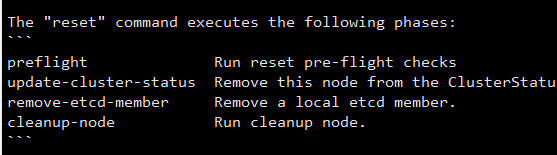 The "reset" command executes the following phases:
```
preflight              Run reset pre-flight checks
update-cluster-status  Remove this node from the ClusterStatu
remove-etcd-member     Remove a local etcd member.
cleanup-node           Run cleanup node.
```